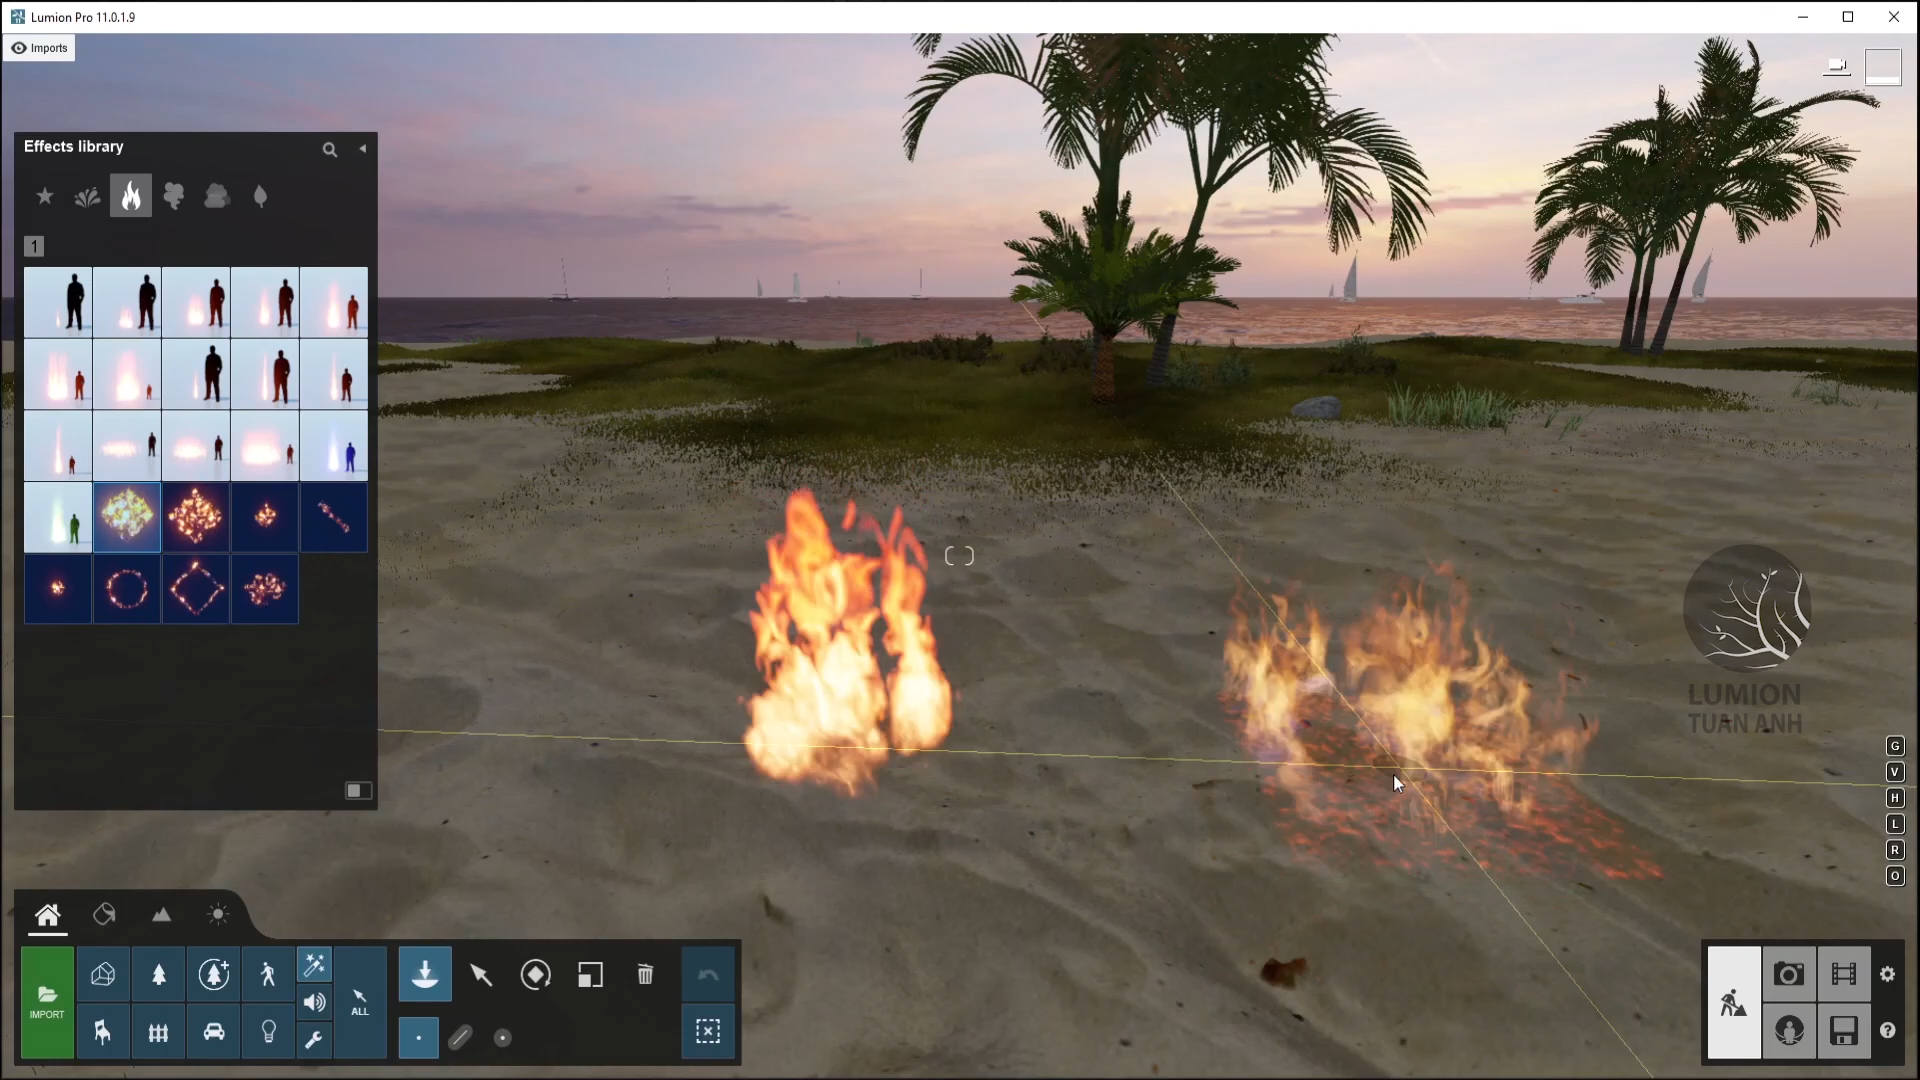 Lumion Pro 11.0.1.9
Imports
Effects library
1
LUMION
TUAN ANH
G
V
H
L
R
O
IMPORT
ALL
?